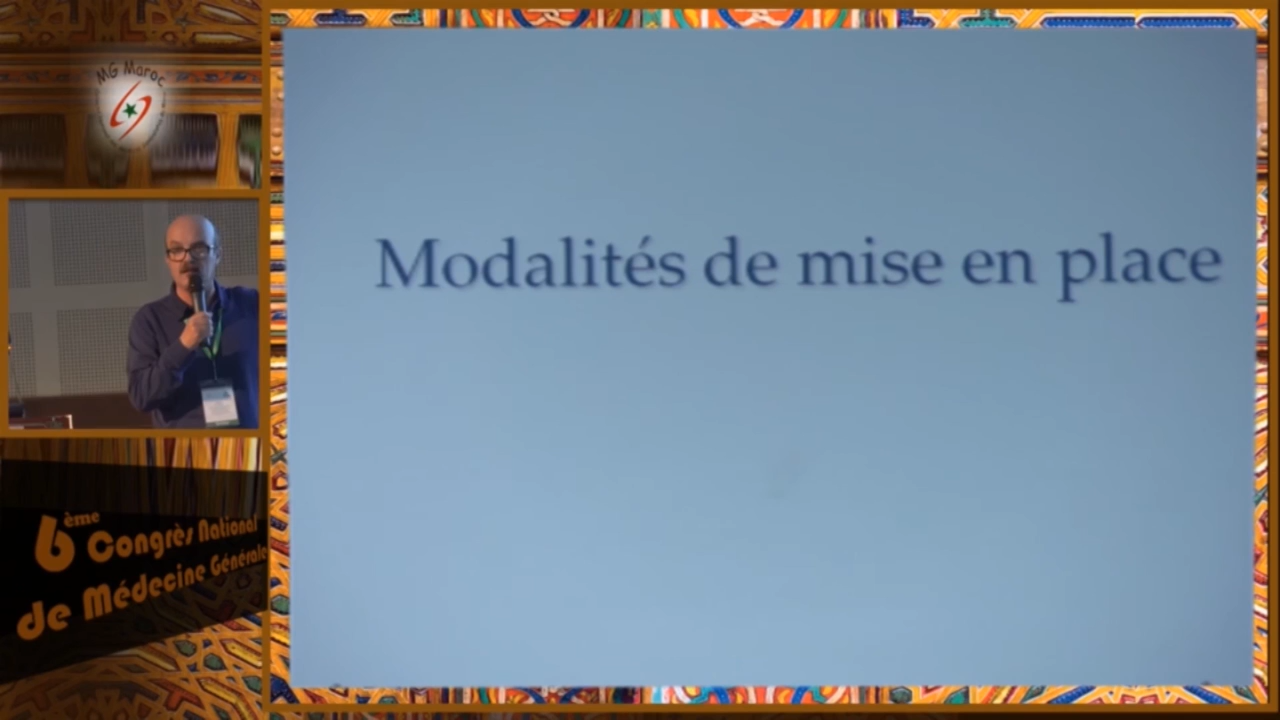 MG Maroc
Modalités de mise en place
6ème Congrès National
de Médecine Générale